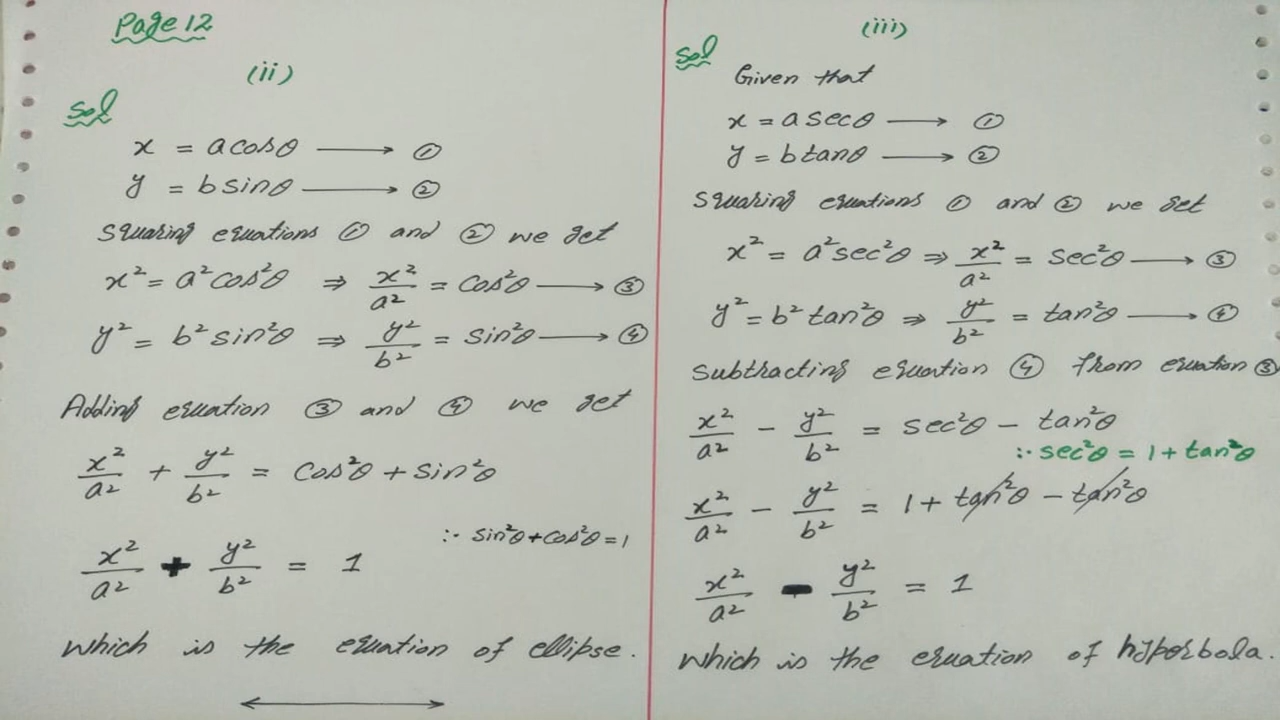 Page 12
(ii)
Sol
x = a cosθ ⟶ ①
y = b sinθ ⟶ ②
Squaring equations ① and ② we get
x² = a² cos²θ ⇒ x²/a² = cos²θ ⟶ ③
y² = b² sin²θ ⇒ y²/b² = sin²θ ⟶ ④
Adding equation ③ and ④ we get
x²/a² + y²/b² = cos²θ + sin²θ
∴ sin²θ + cos²θ = 1
x²/a² + y²/b² = 1
which is the equation of ellipse.
(iii)
Sol
Given that
x = a secθ ⟶ ①
y = b tanθ ⟶ ②
Squaring equations ① and ② we get
x² = a² sec²θ ⇒ x²/a² = sec²θ ⟶ ③
y² = b² tan²θ ⇒ y²/b² = tan²θ ⟶ ④
Subtracting equation ④ from equation ③
x²/a² − y²/b² = sec²θ − tan²θ
∴ sec²θ = 1 + tan²θ
x²/a² − y²/b² = 1 + tan²θ − tan²θ
x²/a² - y²/b² = 1
which is the equation of hyporbola.